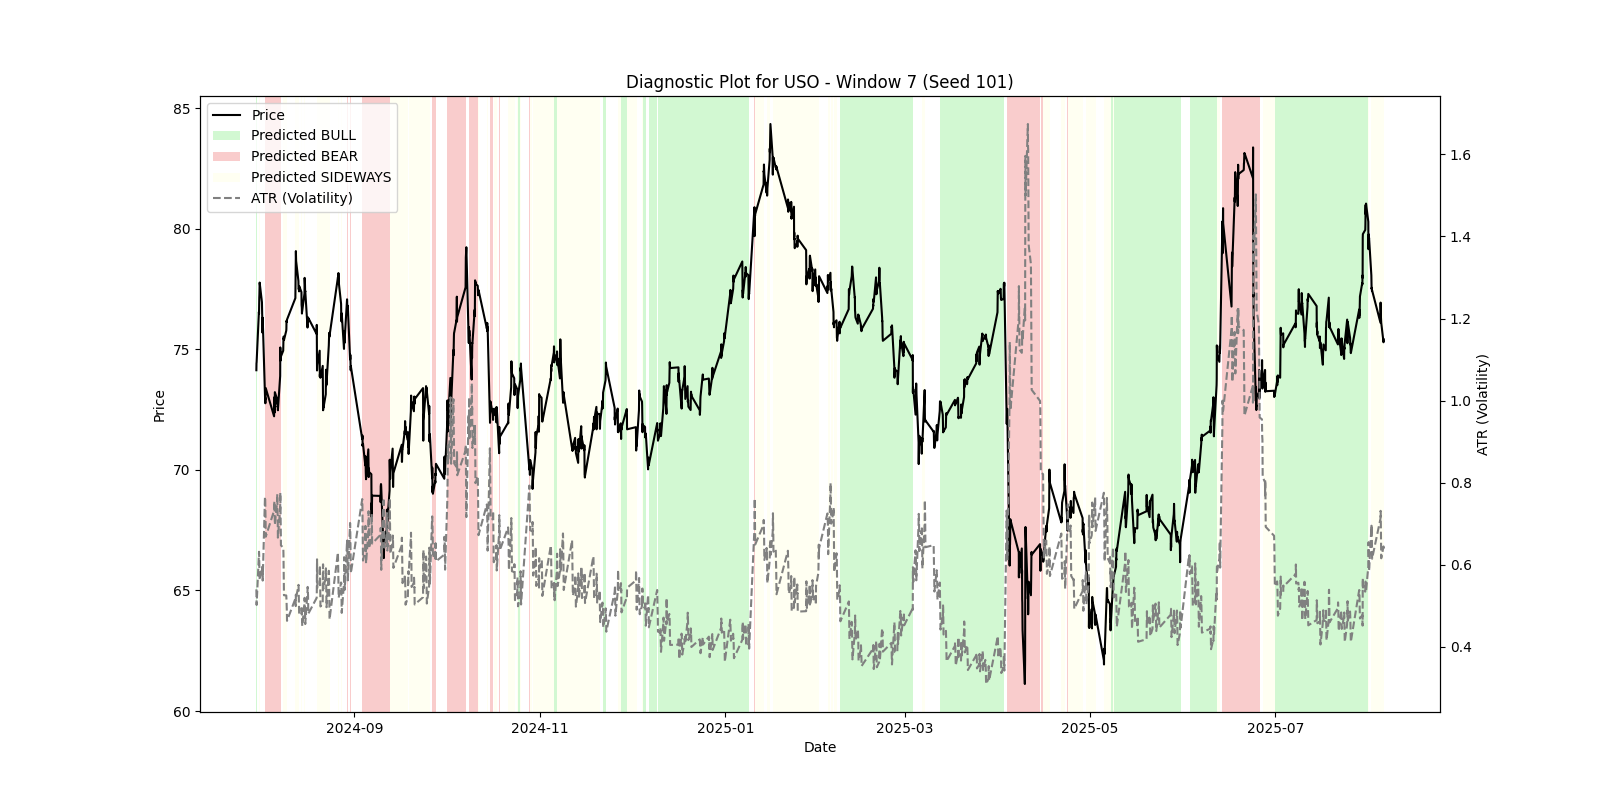 Diagnostic Plot for USO - Window 7 (Seed 101)
Price
Predicted BULL
Predicted BEAR
Predicted SIDEWAYS
ATR (Volatility)
85
80
75
70
65
60
Price
1.6
1.4
1.2
1.0
0.8
0.6
0.4
ATR (Volatility)
2024-09
2024-11
2025-01
2025-03
2025-05
2025-07
Date